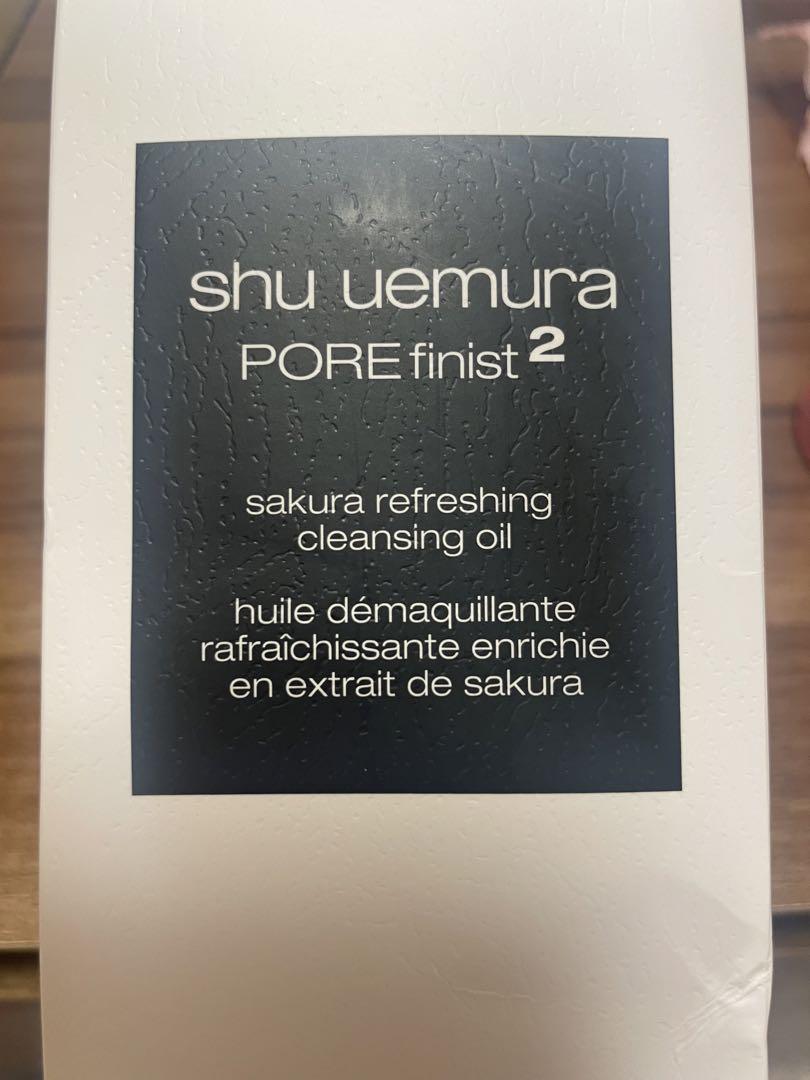 shu uemura
PORE finist 2
sakura refreshing
cleansing oil
huile démaquillante
rafraîchissante enrichie
en extrait de sakura